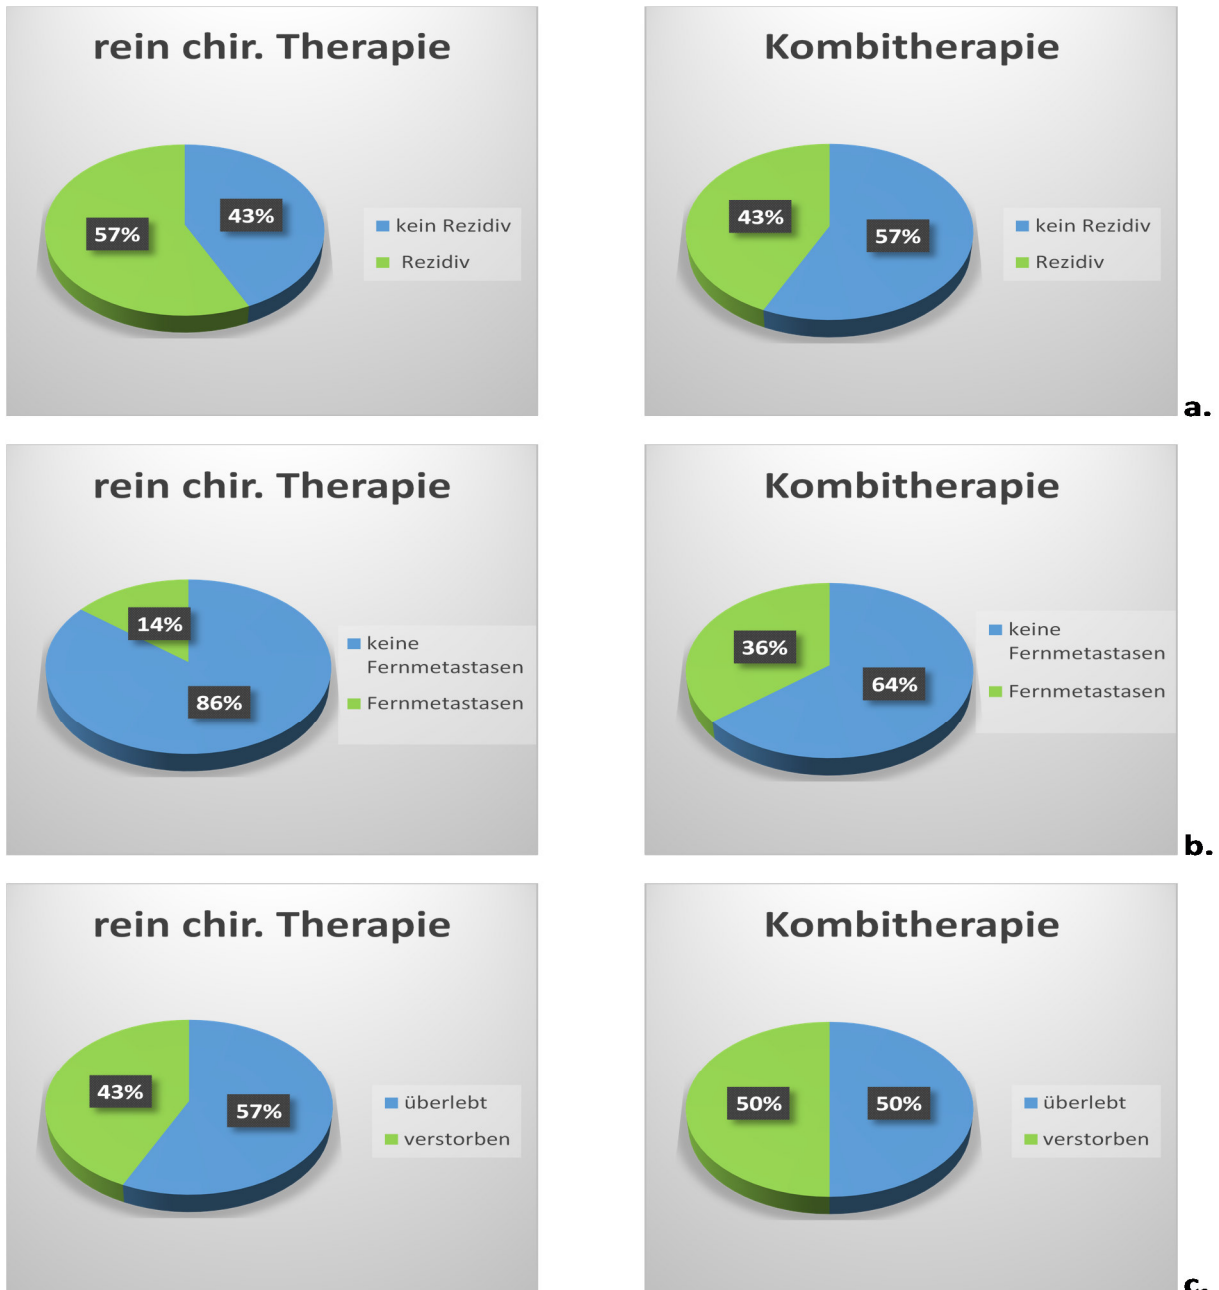 rein chir. Therapie
43%
57%
kein Rezidiv
Rezidiv
Kombitherapie
43%
57%
kein Rezidiv
Rezidiv
a.
rein chir. Therapie
14%
86%
keine
Fernmetastasen
Fernmetastasen
Kombitherapie
36%
64%
keine
Fernmetastasen
Fernmetastasen
b.
rein chir. Therapie
43%
57%
überlebt
verstorben
Kombitherapie
50%
50%
überlebt
verstorben
c.